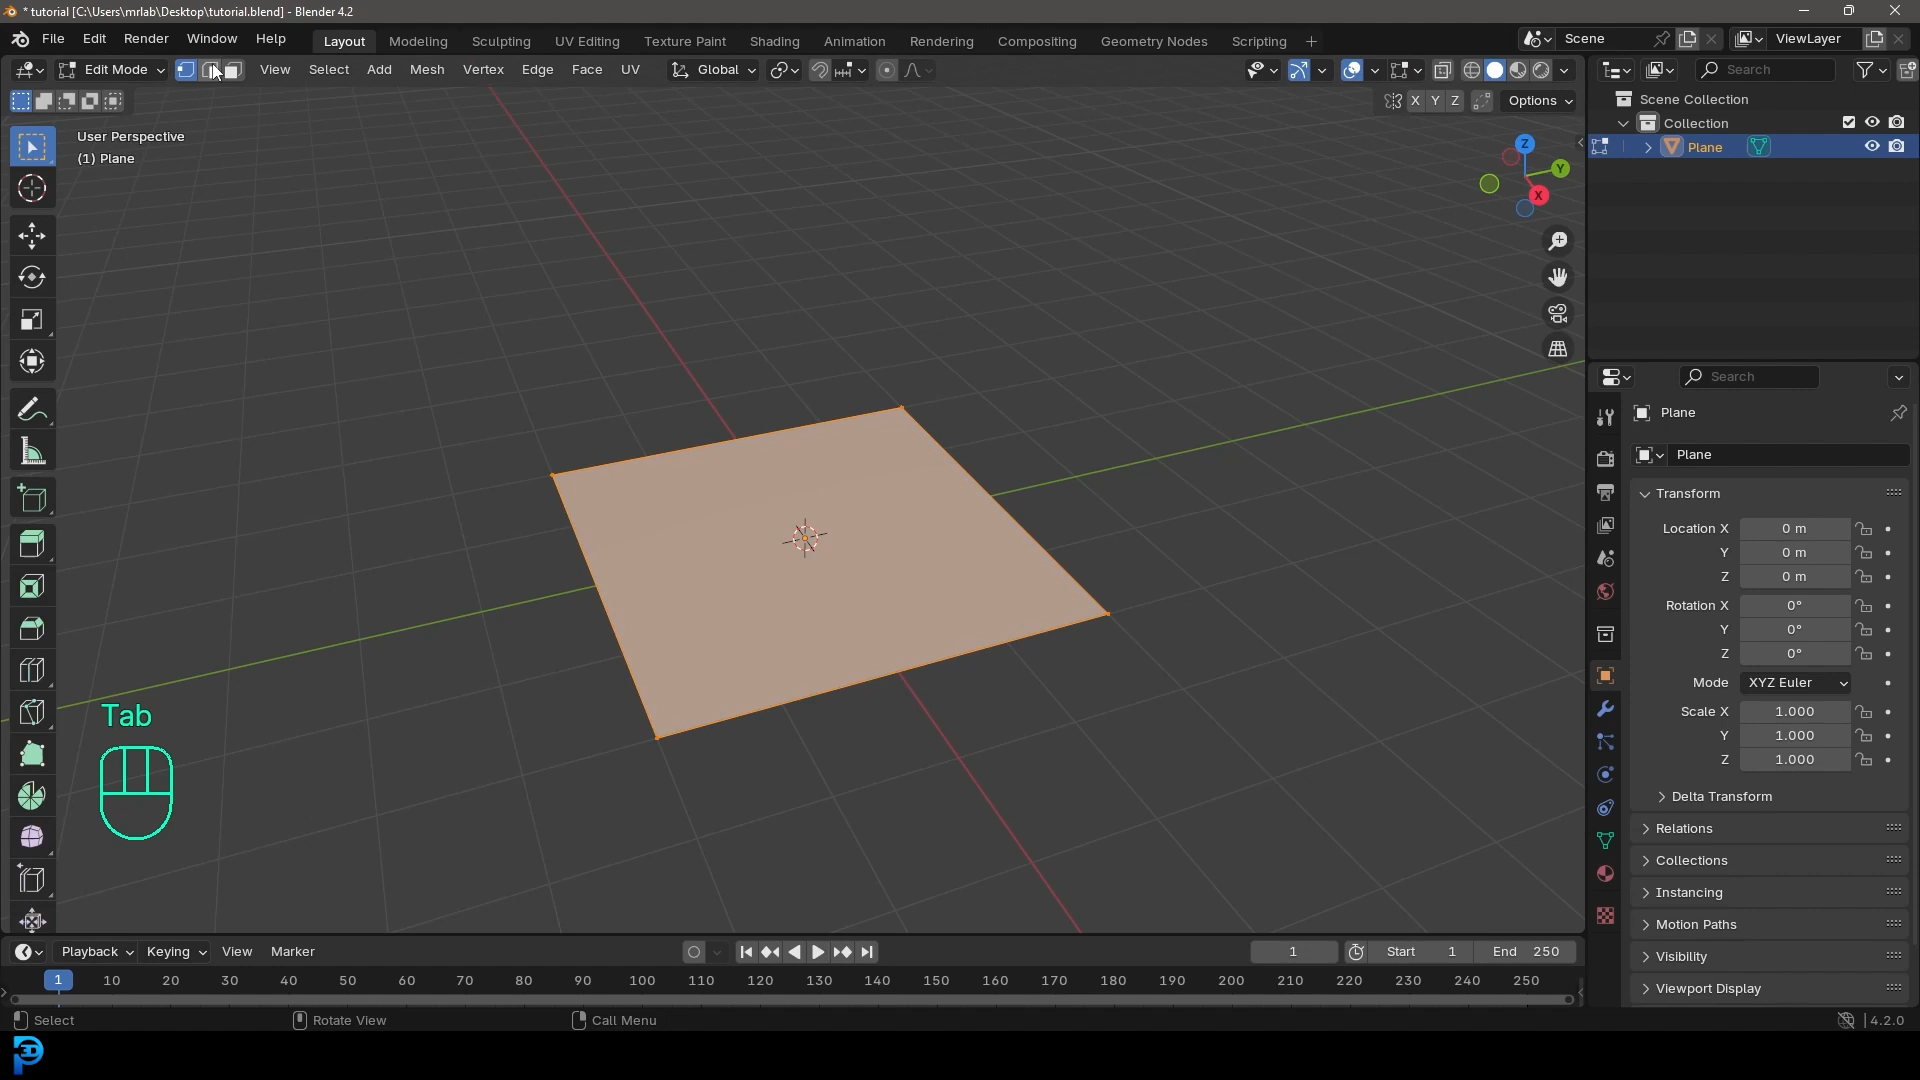 * tutorial [C:\Users\mrlab\Desktop\tutorial.blend] - Blender 4.2
File Edit Render Window Help Layout Modeling Sculpting UV Editing Texture Paint Shading Animation Rendering Compositing Geometry Nodes Scripting + Scene ViewLayer
Edit Mode View Select Add Mesh Vertex Edge Face UV Global Search
X Y Z Options
Scene Collection
Collection
Plane
User Perspective
(1) Plane
Z
Y
X
Search
Plane
Plane
Transform
Location X 0 m
Y 0 m
Z 0 m
Rotation X 0°
Y 0°
Z 0°
Mode XYZ Euler
Scale X 1.000
Y 1.000
Z 1.000
Delta Transform
Relations
Collections
Instancing
Motion Paths
Visibility
Viewport Display
Tab
Playback Keying View Marker 1 Start 1 End 250
1 10 20 30 40 50 60 70 80 90 100 110 120 130 140 150 160 170 180 190 200 210 220 230 240 250
Select Rotate View Call Menu 4.2.0
3D